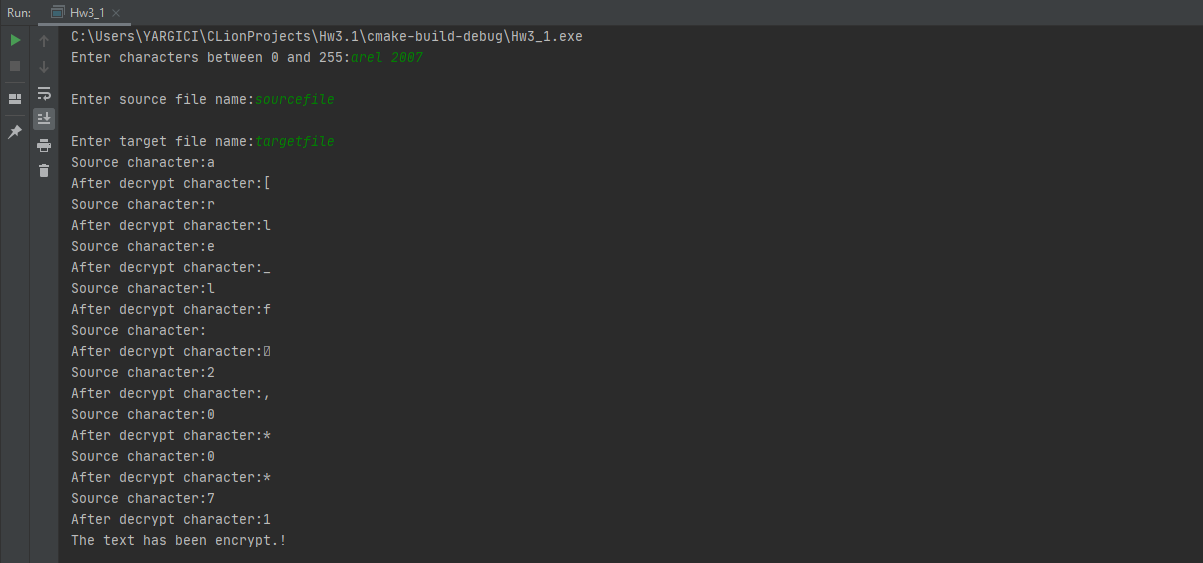 Run: Hw3_1
C:\Users\YARGICI\CLionProjects\Hw3.1\cmake-build-debug\Hw3_1.exe
Enter characters between 0 and 255:arel 2007
Enter source file name:sourcefile
Enter target file name:targetfile
Source character:a
After decrypt character:[
Source character:r
After decrypt character:l
Source character:e
After decrypt character:_
Source character:l
After decrypt character:f
Source character:
After decrypt character:
Source character:2
After decrypt character:,
Source character:0
After decrypt character:*
Source character:0
After decrypt character:*
Source character:7
After decrypt character:1
The text has been encrypt.!